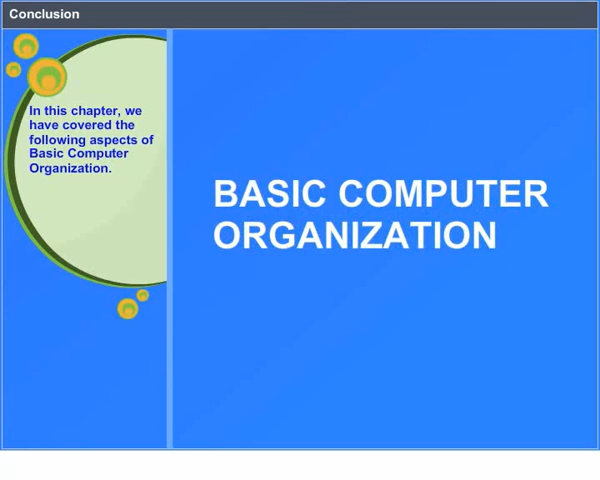 Conclusion
In this chapter, we
have covered the
following aspects of
Basic Computer
Organization.
BASIC COMPUTER
ORGANIZATION